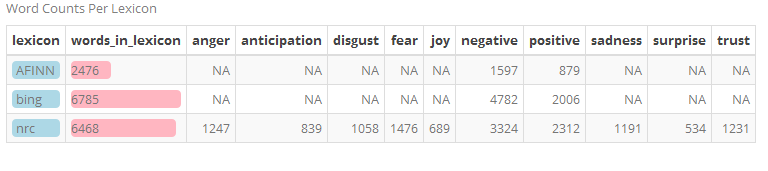 Word Counts Per Lexicon
lexicon words_in_lexicon anger anticipation disgust fear joy negative positive sadness surprise trust
AFINN 2476 NA NA NA NA NA 1597 879 NA NA NA
bing 6785 NA NA NA NA NA 4782 2006 NA NA NA
nrc 6468 1247 839 1058 1476 689 3324 2312 1191 534 1231